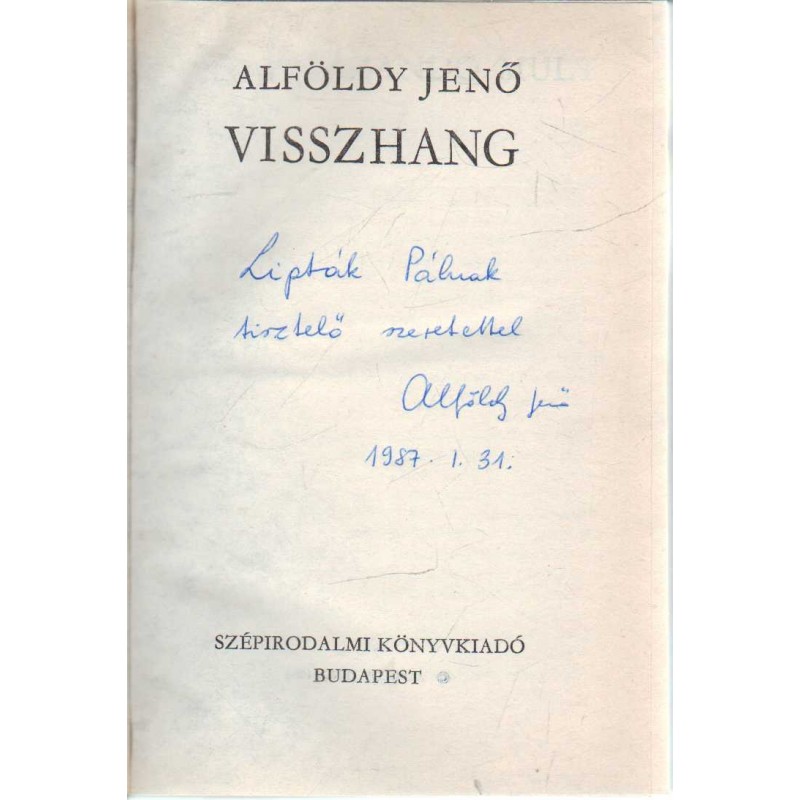 ALFÖLDY JENŐ
VISSZHANG
Lipták Pálnak
tisztelő szeretettel
Alföldy Jenő
1987. I. 31.
SZÉPIRODALMI KÖNYVKIADÓ
BUDAPEST